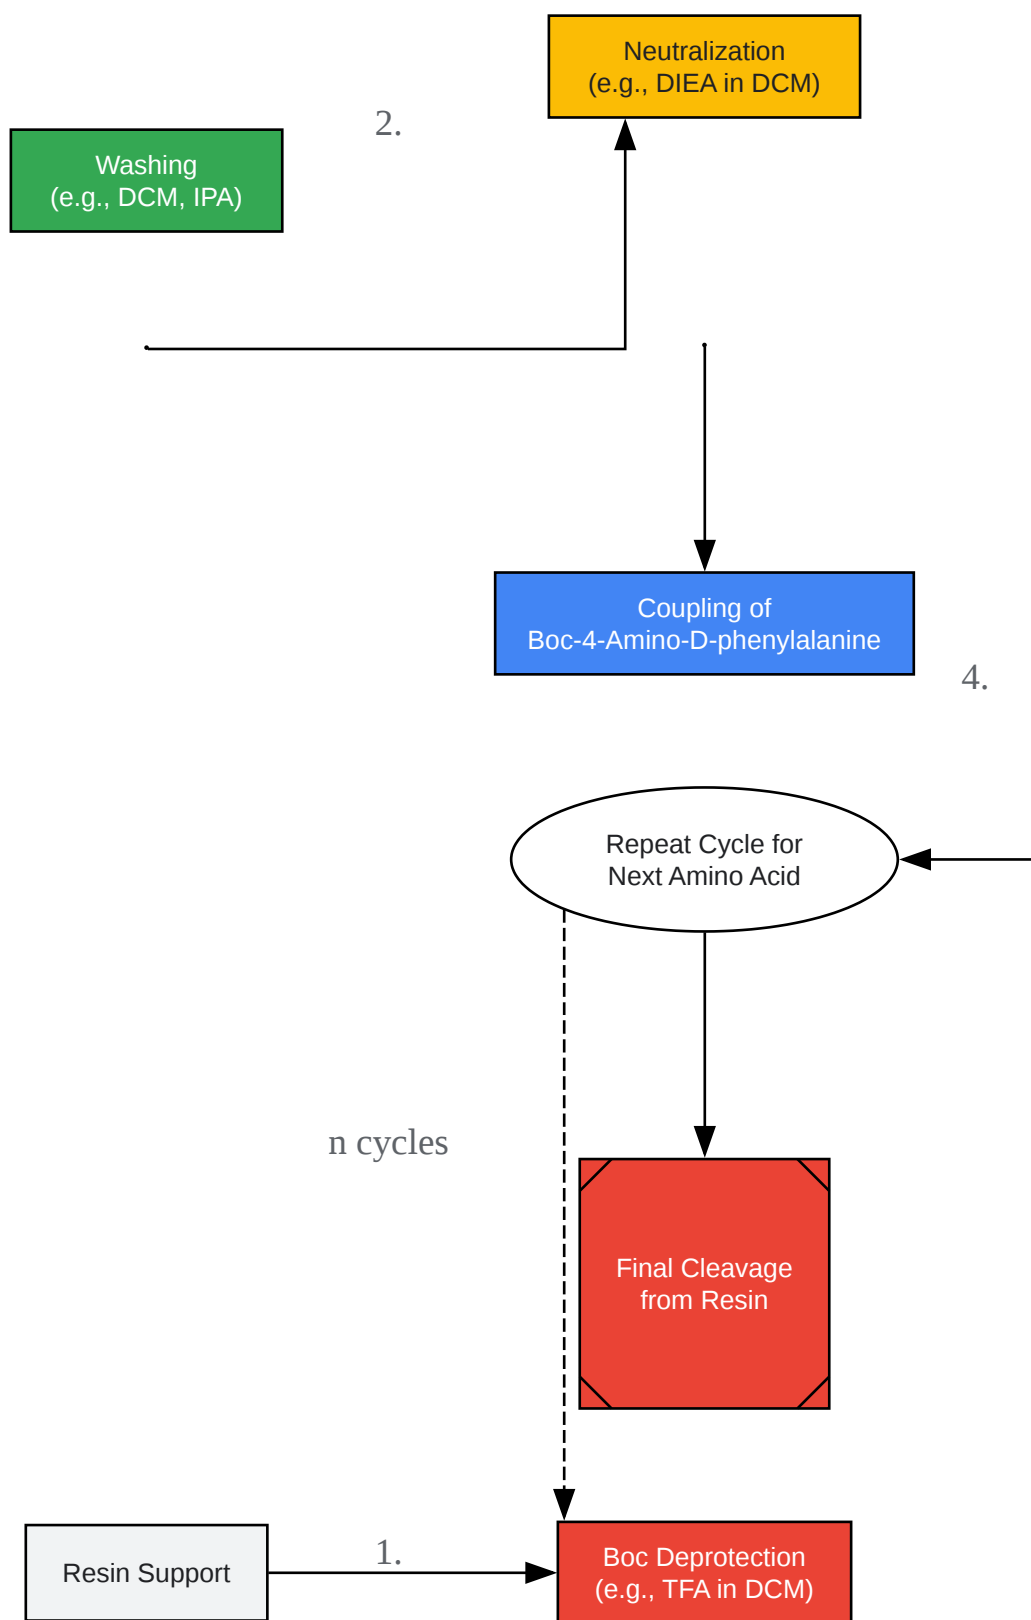 Neutralization
(e.g., DIEA in DCM)
2.
Washing
(e.g., DCM, IPA)
Coupling of
Boc-4-Amino-D-phenylalanine
4.
Repeat Cycle for
Next Amino Acid
n cycles
Final Cleavage
from Resin
Resin Support
1.
Boc Deprotection
(e.g., TFA in DCM)